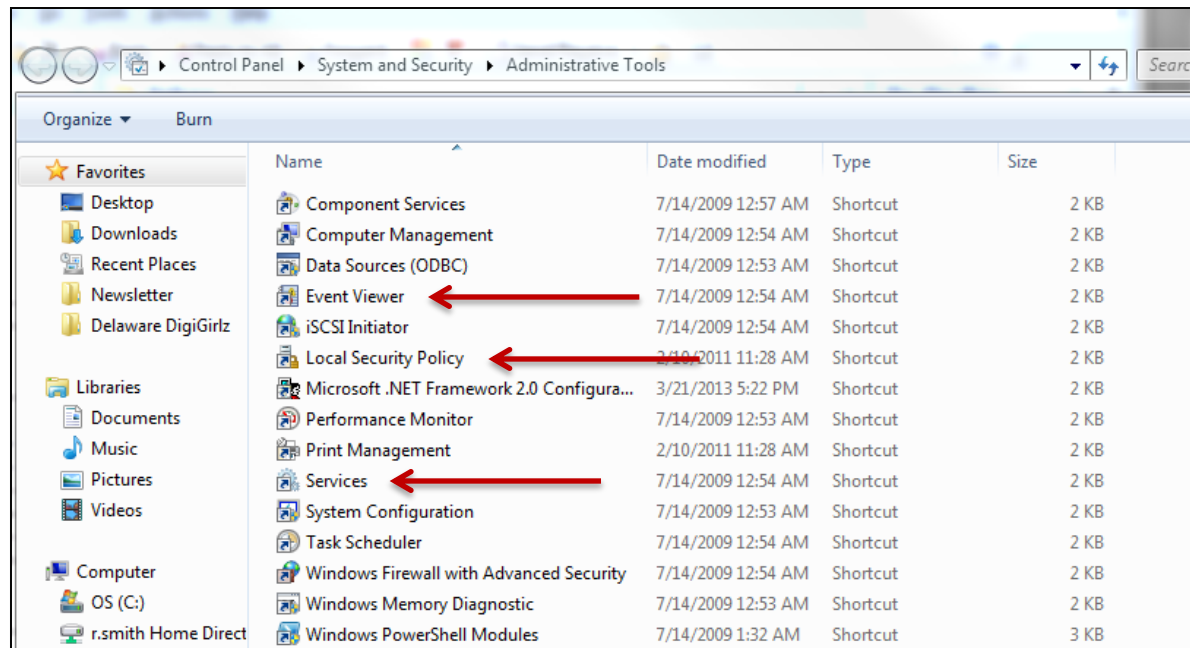 Control Panel System and Security Administrative Tools Searc
Organize Burn
Name Date modified Type Size
Favorites
Desktop
Downloads
Recent Places
Newsletter
Delaware DigiGirlz
Libraries
Documents
Music
Pictures
Videos
Computer
OS (C:)
r.smith Home Direct
Component Services 7/14/2009 12:57 AM Shortcut 2 KB
Computer Management 7/14/2009 12:54 AM Shortcut 2 KB
Data Sources (ODBC) 7/14/2009 12:53 AM Shortcut 2 KB
Event Viewer 7/14/2009 12:54 AM Shortcut 2 KB
iSCSI Initiator 7/14/2009 12:54 AM Shortcut 2 KB
Local Security Policy 2/10/2011 11:28 AM Shortcut 2 KB
Microsoft .NET Framework 2.0 Configura... 3/21/2013 5:22 PM Shortcut 2 KB
Performance Monitor 7/14/2009 12:53 AM Shortcut 2 KB
Print Management 2/10/2011 11:28 AM Shortcut 2 KB
Services 7/14/2009 12:54 AM Shortcut 2 KB
System Configuration 7/14/2009 12:53 AM Shortcut 2 KB
Task Scheduler 7/14/2009 12:54 AM Shortcut 2 KB
Windows Firewall with Advanced Security 7/14/2009 12:54 AM Shortcut 2 KB
Windows Memory Diagnostic 7/14/2009 12:53 AM Shortcut 2 KB
Windows PowerShell Modules 7/14/2009 1:32 AM Shortcut 3 KB